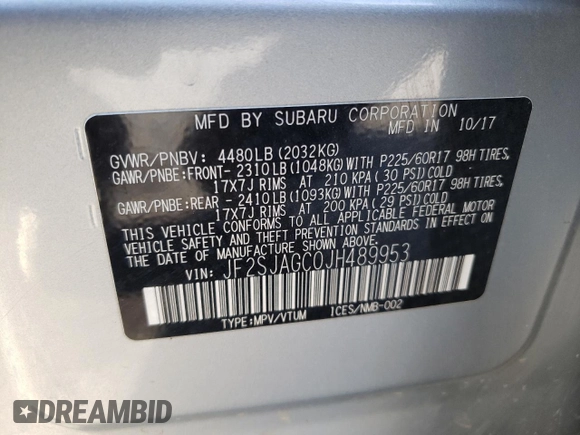 MFD BY SUBARU CORPORATION
MFD IN 10/17
GVWR/PNBV: 4480LB (2032KG)
GAWR/PNBE:FRONT- 2310LB (1048KG) WITH P225/60R17 98H TIRES,
17X7J RIMS AT 210 KPA ( 30 PSI) COLD
GAWR/PNBE:REAR - 2410LB (1093KG) WITH P225/60R17 98H TIRES,
17X7J RIMS AT 200 KPA ( 29 PSI) COLD
THIS VEHICLE CONFORMS TO ALL APPLICABLE FEDERAL MOTOR
VEHICLE SAFETY AND THEFT PREVENTION STANDARDS IN EFFECT ON
THE DATE OF MANUFACTURE SHOWN ABOVE.
VIN: JF2SJAGC0JH489953
TYPE:MPV/VTUM ICES/NMB-002
DREAMBID